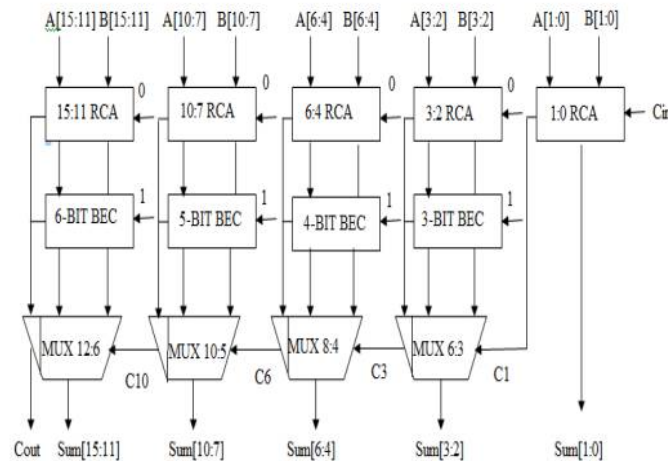 A[15:11] B[15:11] A[10:7] B[10:7] A[6:4] B[6:4] A[3:2] B[3:2] A[1:0] B[1:0]
0 0 0 0
15:11 RCA 10:7 RCA 6:4 RCA 3:2 RCA 1:0 RCA Cin
1 1 1 1
6-BIT BEC 5-BIT BEC 4-BIT BEC 3-BIT BEC
MUX 12:6 MUX 10:5 MUX 8:4 MUX 6:3
C10 C6 C3 C1
Cout Sum[15:11] Sum[10:7] Sum[6:4] Sum[3:2] Sum[1:0]